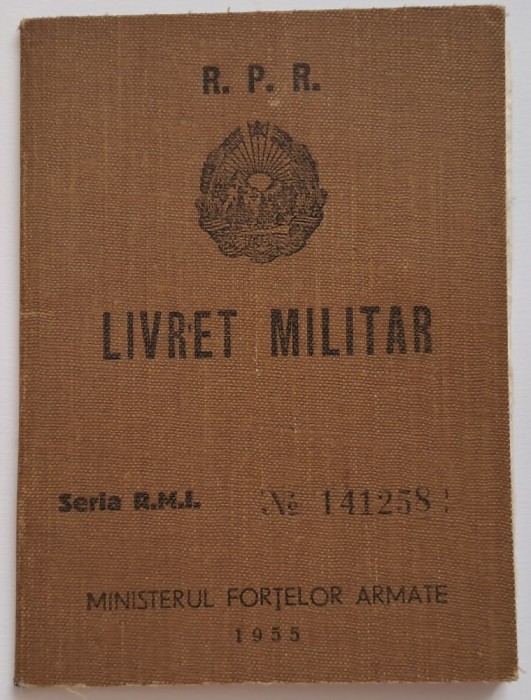 R. P. R.
LIVRET MILITAR
Seria R.M.I. № 141258
MINISTERUL FORȚELOR ARMATE
1955